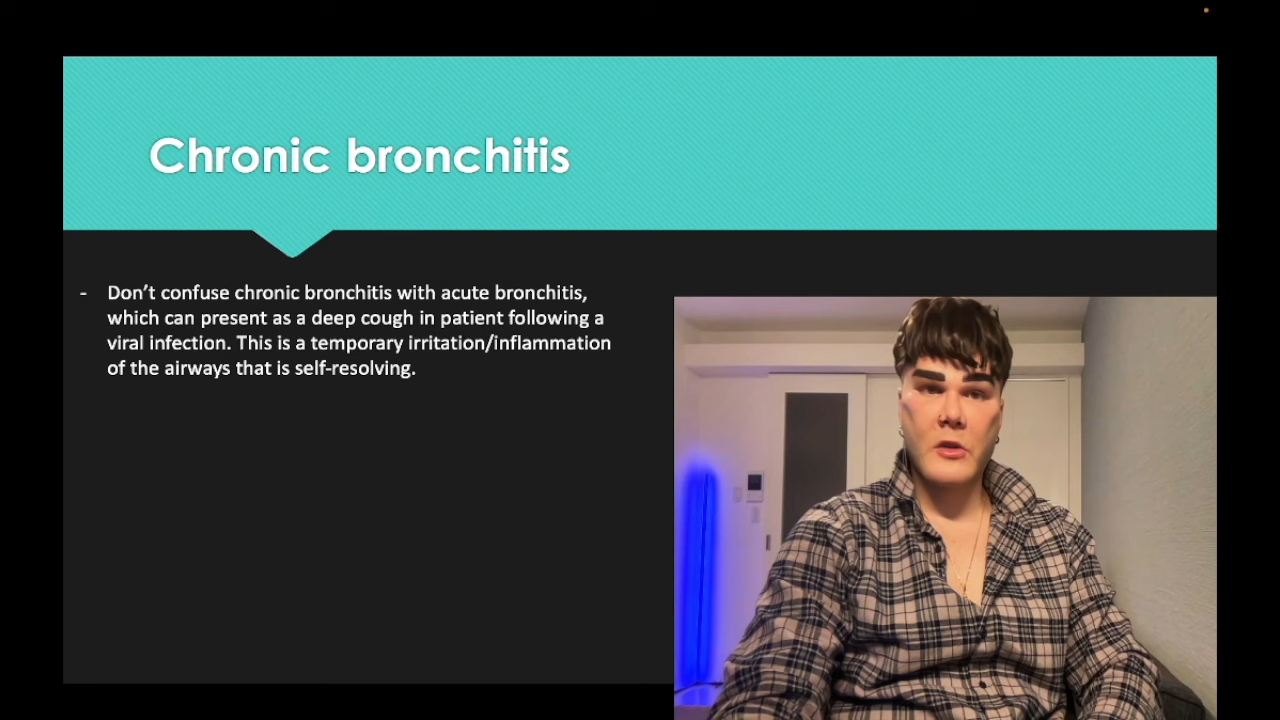 Chronic bronchitis
- Don’t confuse chronic bronchitis with acute bronchitis,
which can present as a deep cough in patient following a
viral infection. This is a temporary irritation/inflammation
of the airways that is self-resolving.